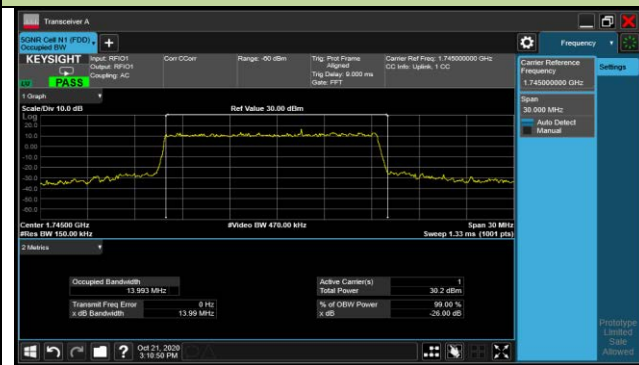 Transceiver A
5GNR Cell N1 (FDD)
Occupied BW
Frequency
KEYSIGHT
Input: RFIO1
Output: RFIO1
Coupling: AC
Corr CCorr
Range: -60 dBm
Trig: Prot Frame
Aligned
Trig Delay: 8.000 ms
Gate: FFT
Carrier Ref Freq: 1.745000000 GHz
CC Info: Uplink, 1 CC
PASS
Carrier Reference
Frequency
1.745000000 GHz
Settings
Span
30.000 MHz
Auto Detect
Manual
1 Graph
Scale/Div 10.0 dB
Ref Value 30.00 dBm
Log
20.0
10.0
0.00
-10.0
-20.0
-30.0
-40.0
-50.0
-60.0
Center 1.74500 GHz
#Video BW 470.00 kHz
Span 30 MHz
#Res BW 150.00 kHz
Sweep 1.33 ms (1001 pts)
2 Metrics
Occupied Bandwidth
13.993 MHz
Active Carrier(s) 1
Total Power 30.2 dBm
Transmit Freq Error 0 Hz
x dB Bandwidth 13.99 MHz
% of OBW Power 99.00 %
x dB -26.00 dB
Prototype
Limited
Sale
Allowed
Oct 21, 2020
3:10:50 PM